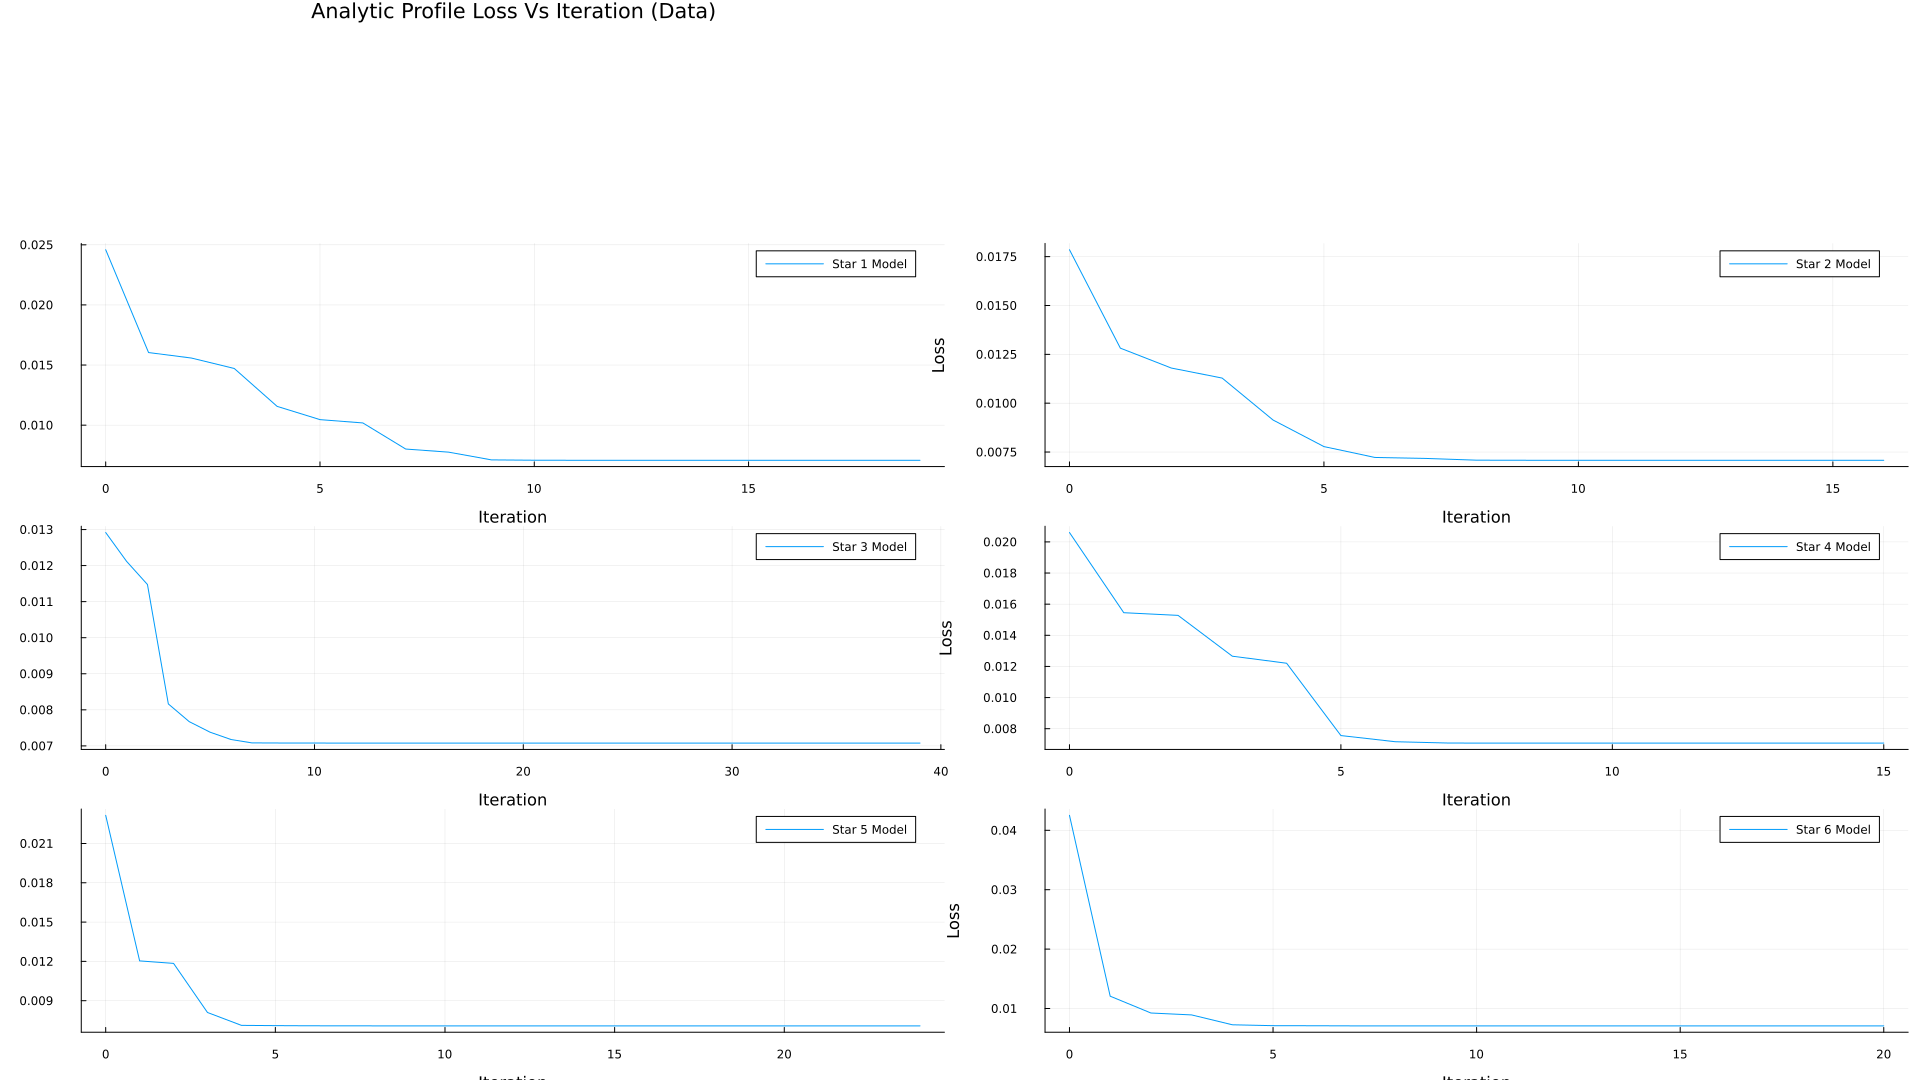 Analytic Profile Loss Vs Iteration (Data)
0.025
0.020
0.015
0.010
0 5 10 15
Iteration
Star 1 Model
Loss
0.0175
0.0150
0.0125
0.0100
0.0075
0 5 10 15
Iteration
Star 2 Model
0.013
0.012
0.011
0.010
0.009
0.008
0.007
0 10 20 30 40
Iteration
Star 3 Model
Loss
0.020
0.018
0.016
0.014
0.012
0.010
0.008
0 5 10 15
Iteration
Star 4 Model
0.021
0.018
0.015
0.012
0.009
0 5 10 15 20
Iteration
Star 5 Model
Loss
0.04
0.03
0.02
0.01
0 5 10 15 20
Iteration
Star 6 Model